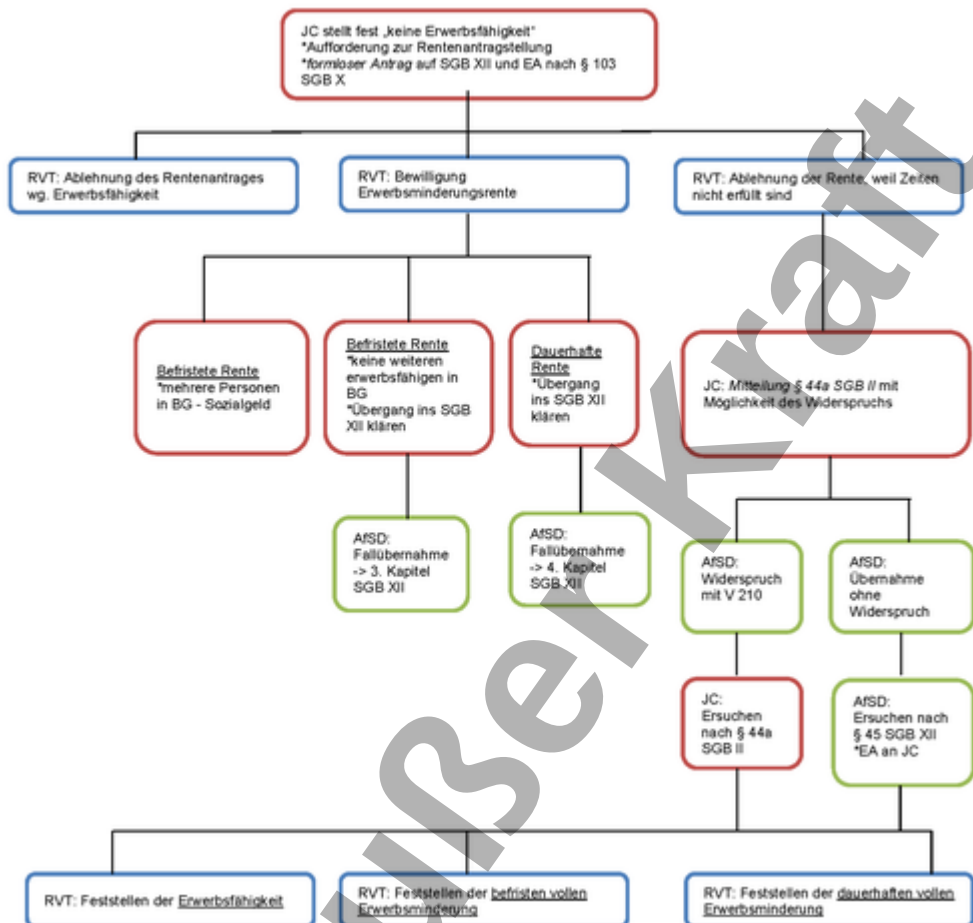 JC stellt fest „keine Erwerbsfähigkeit"
*Aufforderung zur Rentenantragstellung
*formloser Antrag auf SGB XII und EA nach § 103
SGB X
RVT: Ablehnung des Rentenantrages
wg. Erwerbsfähigkeit
RVT: Bewilligung
Erwerbsminderungsrente
RVT: Ablehnung der Rente, weil Zeiten
nicht erfüllt sind
Befristete Rente
*mehrere Personen
in BG - Sozialgeld
Befristete Rente
*keine weiteren
erwerbsfähigen in
BG
*Übergang ins SGB
XII klären
Dauerhafte
Rente
*Übergang
ins SGB XII
klären
JC: Mitteilung § 44a SGB II mit
Möglichkeit des Widerspruchs
AfSD:
Fallübernahme
-> 3. Kapitel
SGB XII
AfSD:
Fallübernahme
-> 4. Kapitel
SGB XII
AfSD:
Widerspruch
mit V 210
AfSD:
Übernahme
ohne
Widerspruch
JC:
Ersuchen
nach § 44a
SGB II
AfSD:
Ersuchen nach
§ 45 SGB XII
*EA an JC
RVT: Feststellen der Erwerbsfähigkeit
RVT: Feststellen der befristen vollen
Erwerbsminderung
RVT: Feststellen der dauerhaften vollen
Erwerbsminderung
ußer Kraft